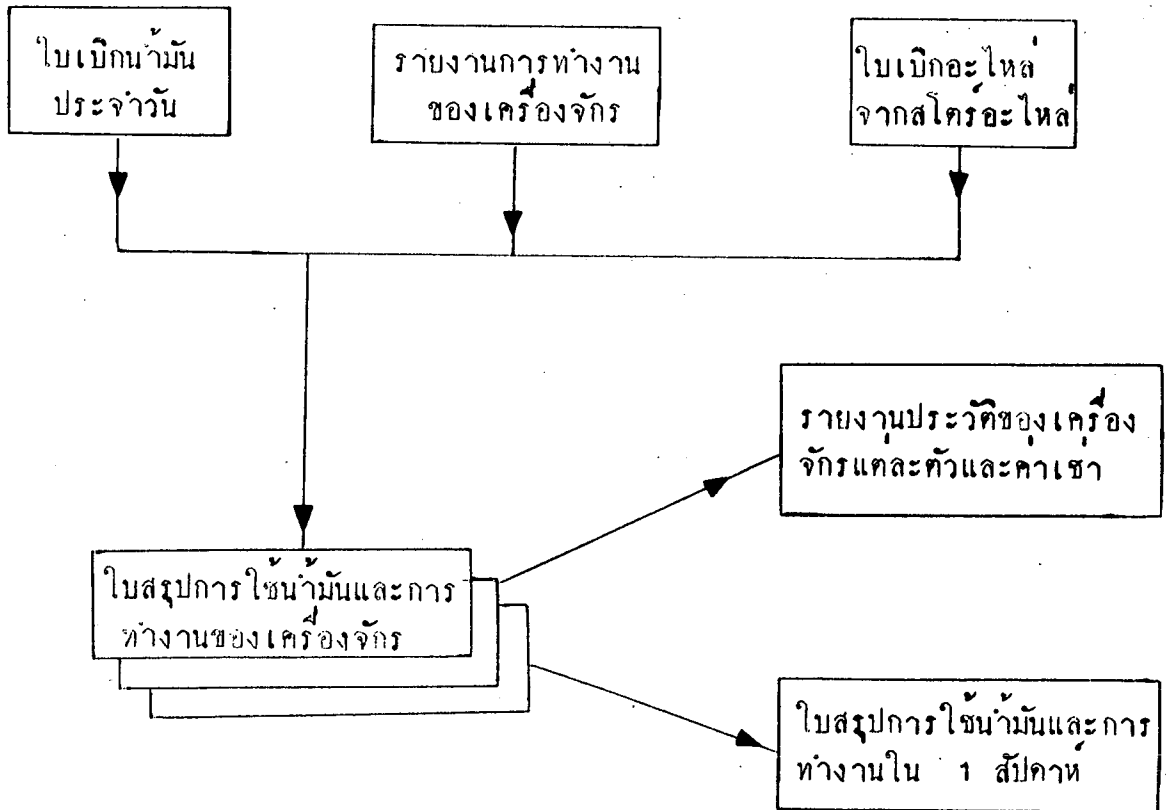 ใบเบิกน้ำมัน
ประจำวัน
รายงานการทำงาน
ของเครื่องจักร
ใบเบิกอะไหล่
จากสโตร์อะไหล่
รายงานประวัติของเครื่อง
จักรแต่ละตัวและค่าเช่า
ใบสรุปการใช้น้ำมันและการ
ทำงานของเครื่องจักร
ใบสรุปการใช้น้ำมันและการ
ทำงานใน 1 สัปดาห์